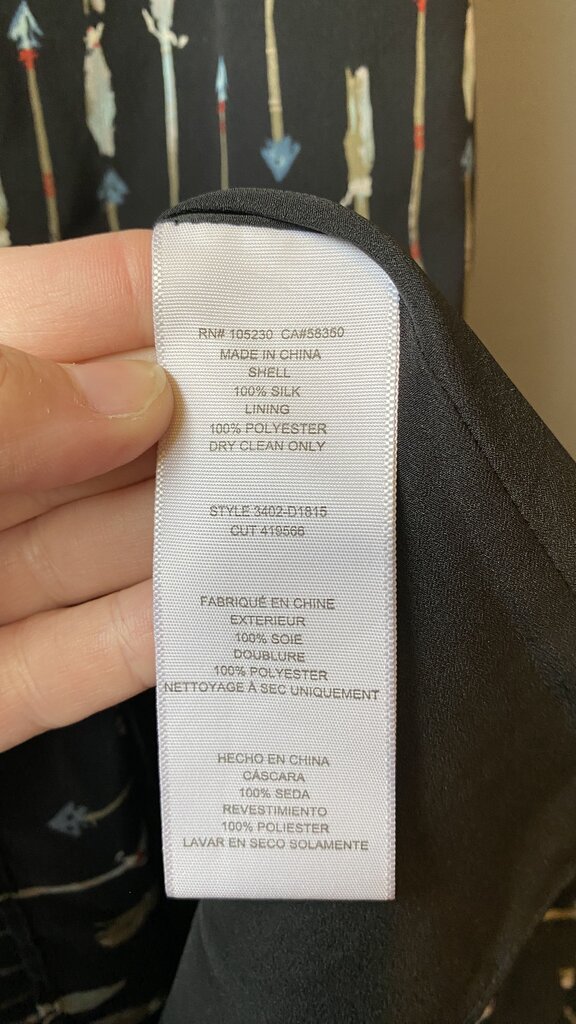 RN# 105230 CA#58350
MADE IN CHINA
SHELL
100% SILK
LINING
100% POLYESTER
DRY CLEAN ONLY
STYLE 3402-D1815
CUT 419566
FABRIQUÉ EN CHINE
EXTERIEUR
100% SOIE
DOUBLURE
100% POLYESTER
NETTOYAGE À SEC UNIQUEMENT
HECHO EN CHINA
CÁSCARA
100% SEDA
REVESTIMIENTO
100% POLIESTER
LAVAR EN SECO SOLAMENTE